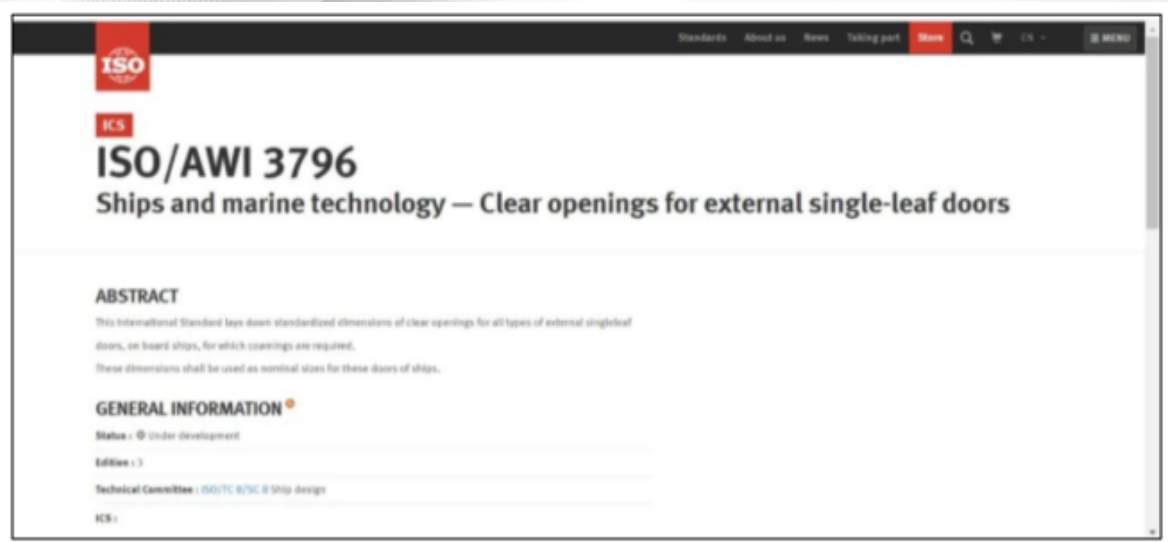 Standards About us News Taking part Store EN MENU
ISO
ICS
ISO/AWI 3796
Ships and marine technology — Clear openings for external single-leaf doors
ABSTRACT
This International Standard lays down standardized dimensions of clear openings for all types of external singleleaf
doors, on board ships, for which coamings are required.
These dimensions shall be used as nominal sizes for these doors of ships.
GENERAL INFORMATION
Status : Under development
Edition : 3
Technical Committee : ISO/TC 8/SC 8 Ship design
ICS :